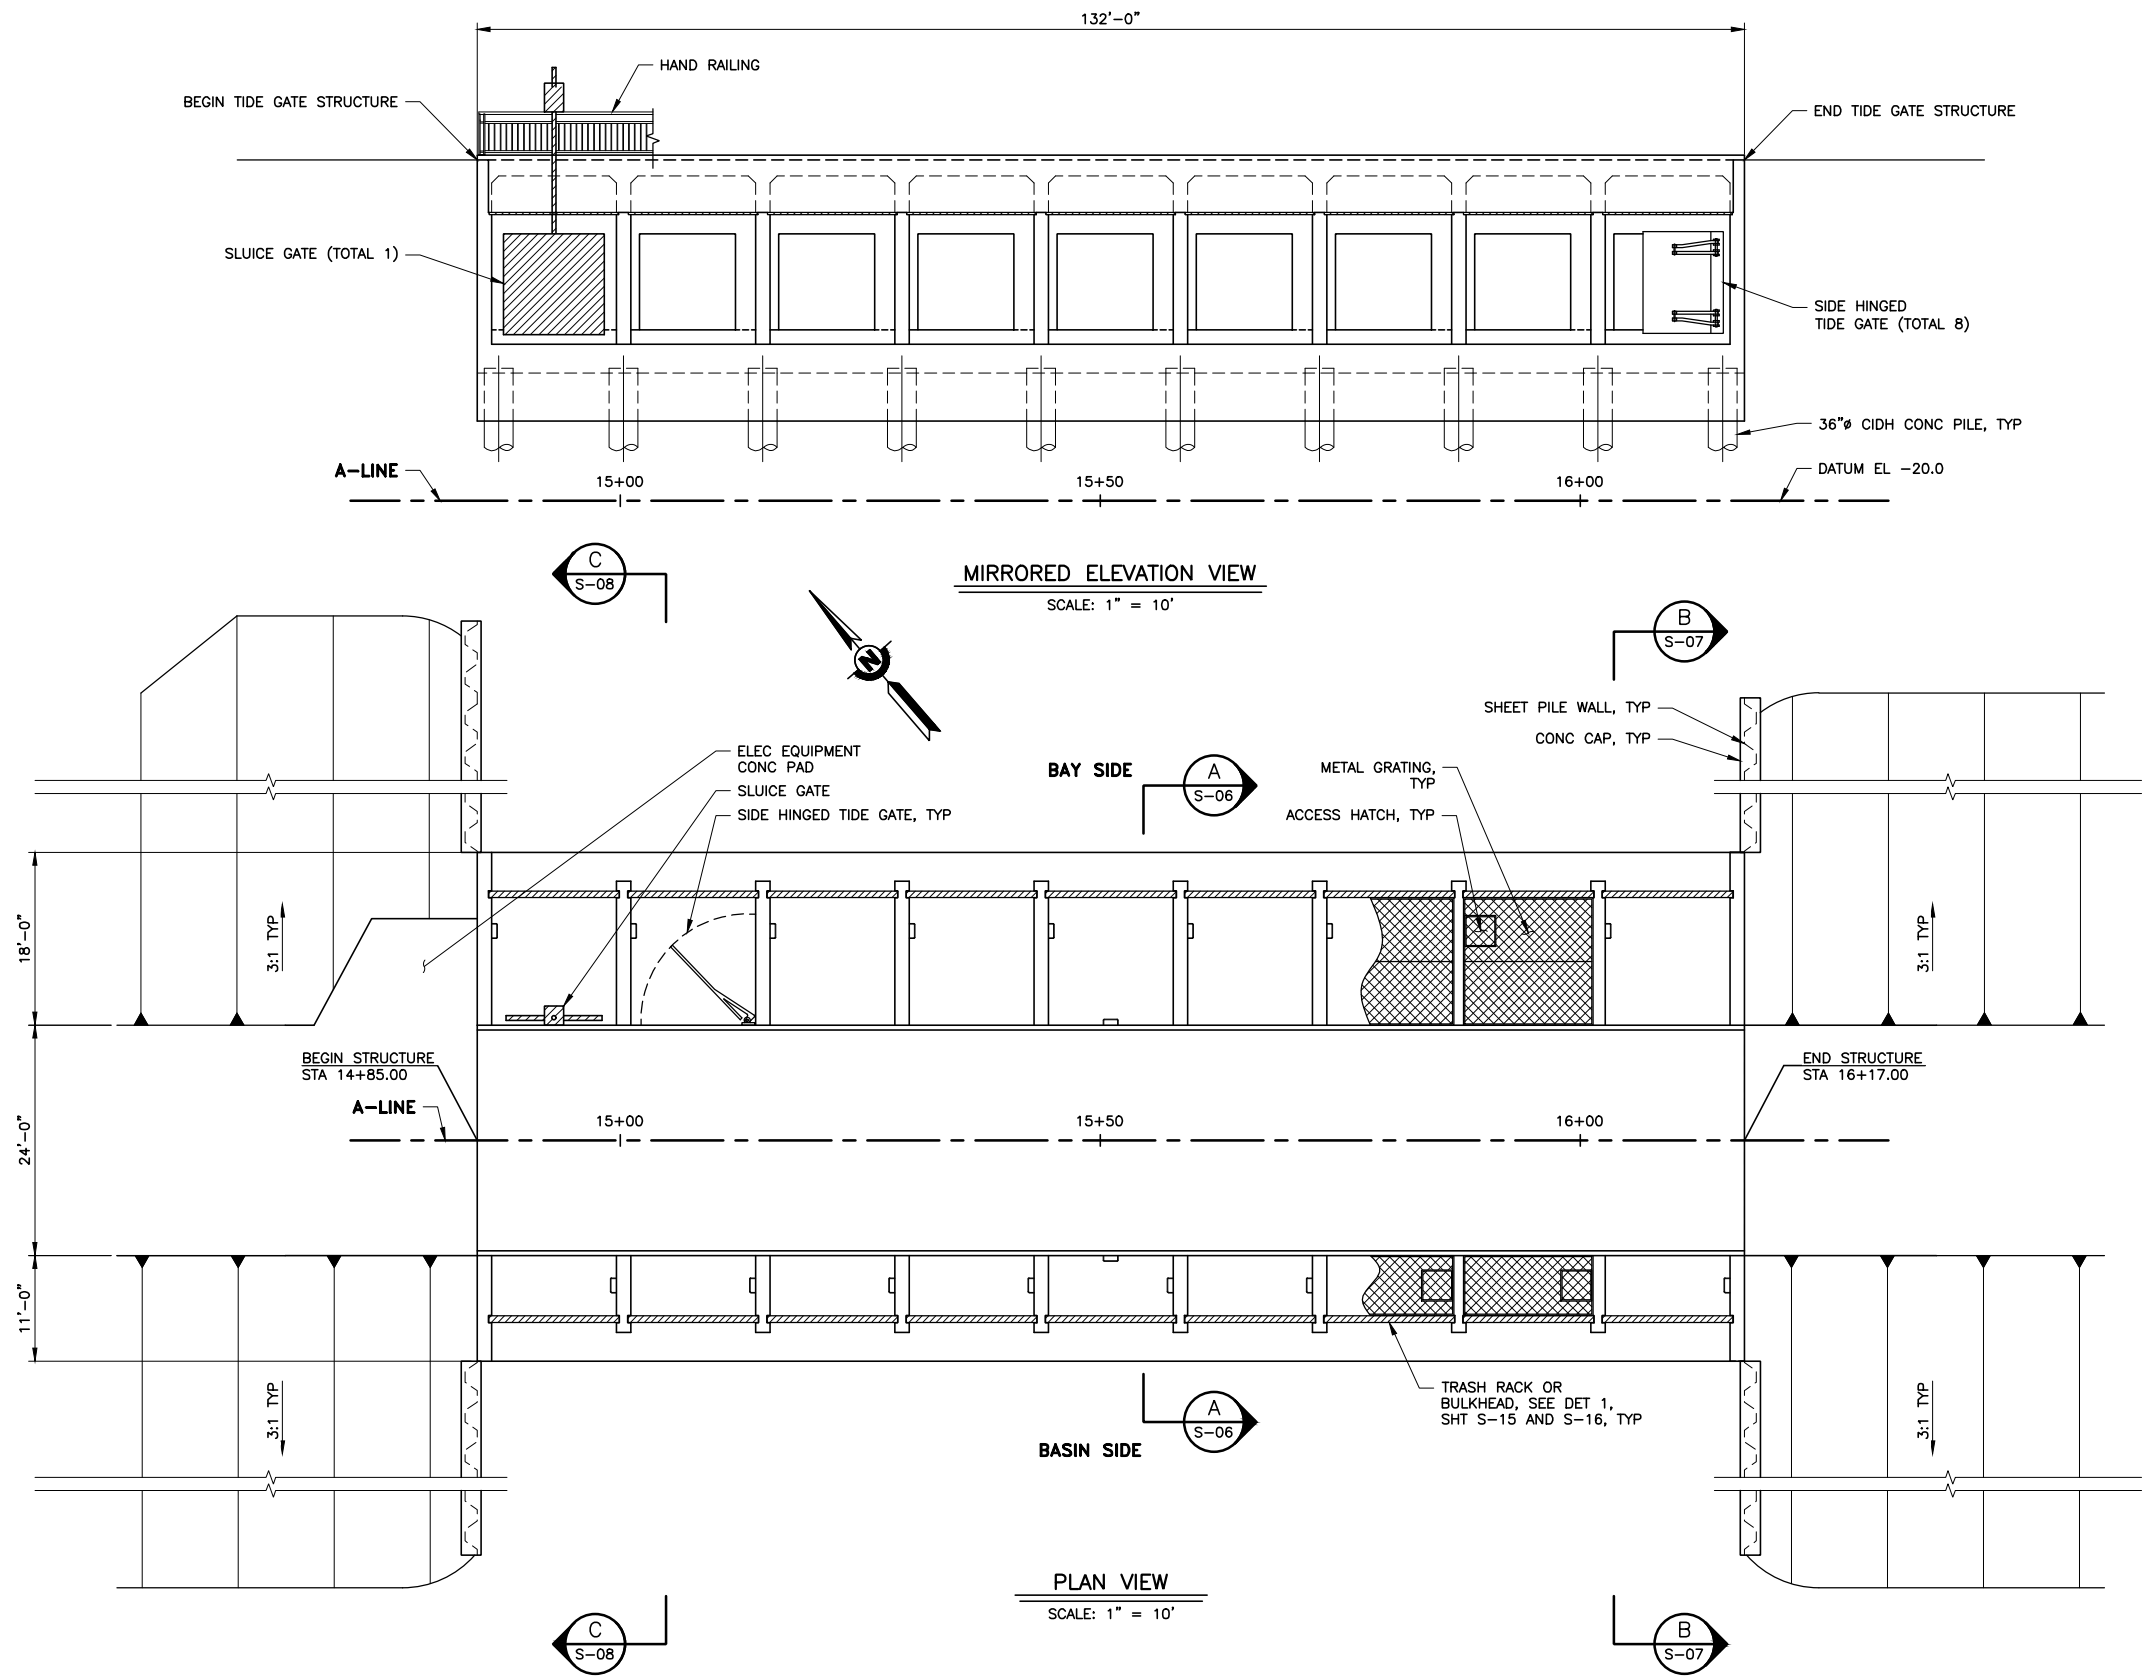 132'-0"
HAND RAILING
BEGIN TIDE GATE STRUCTURE
END TIDE GATE STRUCTURE
SLUICE GATE (TOTAL 1)
SIDE HINGED
TIDE GATE (TOTAL 8)
36"ø CIDH CONC PILE, TYP
A-LINE
DATUM EL -20.0
15+00
15+50
16+00
C
S-08
MIRRORED ELEVATION VIEW
SCALE: 1" = 10'
B
S-07
N
SHEET PILE WALL, TYP
CONC CAP, TYP
ELEC EQUIPMENT
CONC PAD
SLUICE GATE
SIDE HINGED TIDE GATE, TYP
BAY SIDE
A
S-06
METAL GRATING,
TYP
ACCESS HATCH, TYP
18'-0"
3:1 TYP
3:1 TYP
BEGIN STRUCTURE
STA 14+85.00
END STRUCTURE
STA 16+17.00
A-LINE
15+00
15+50
16+00
24'-0"
11'-0"
3:1 TYP
3:1 TYP
TRASH RACK OR
BULKHEAD, SEE DET 1,
SHT S-15 AND S-16, TYP
A
S-06
BASIN SIDE
PLAN VIEW
SCALE: 1" = 10'
C
S-08
B
S-07